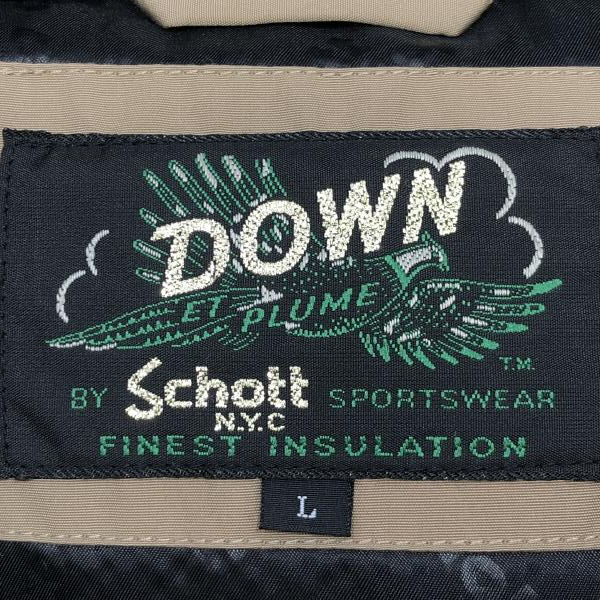 DOWN
ET PLUME
T.M.
BY Schott SPORTSWEAR
N.Y.C
FINEST INSULATION
L